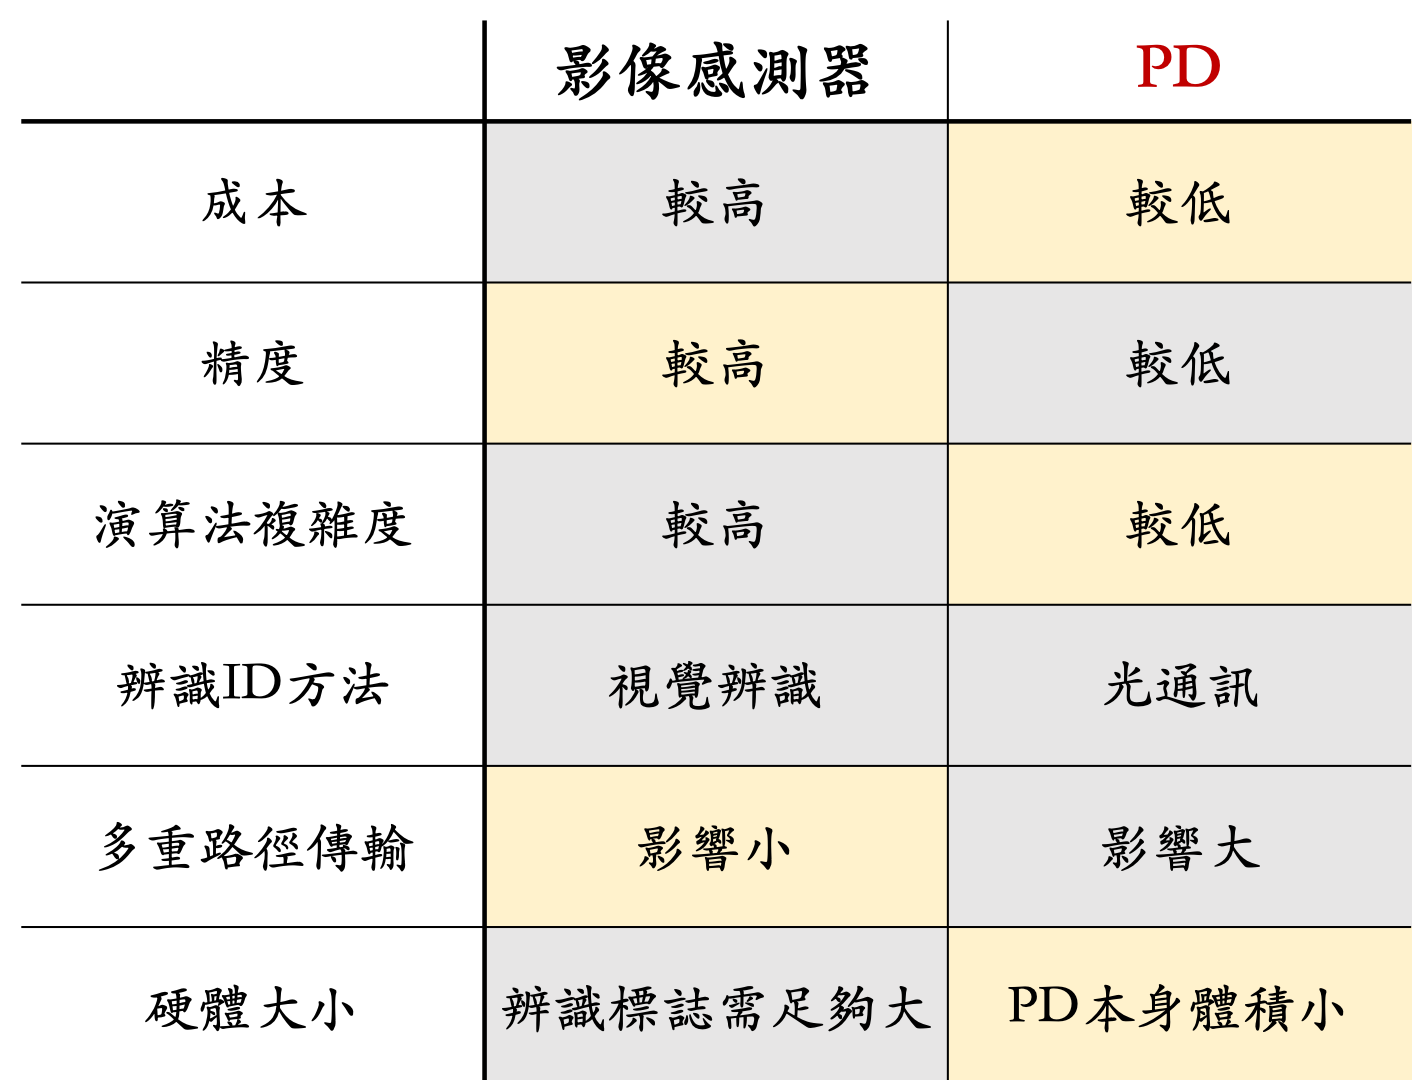 影像感測器 PD
成本 較高 較低
精度 較高 較低
演算法複雜度 較高 較低
辨識ID方法 視覺辨識 光通訊
多重路徑傳輸 影響小 影響大
硬體大小 辨識標誌需足夠大 PD本身體積小